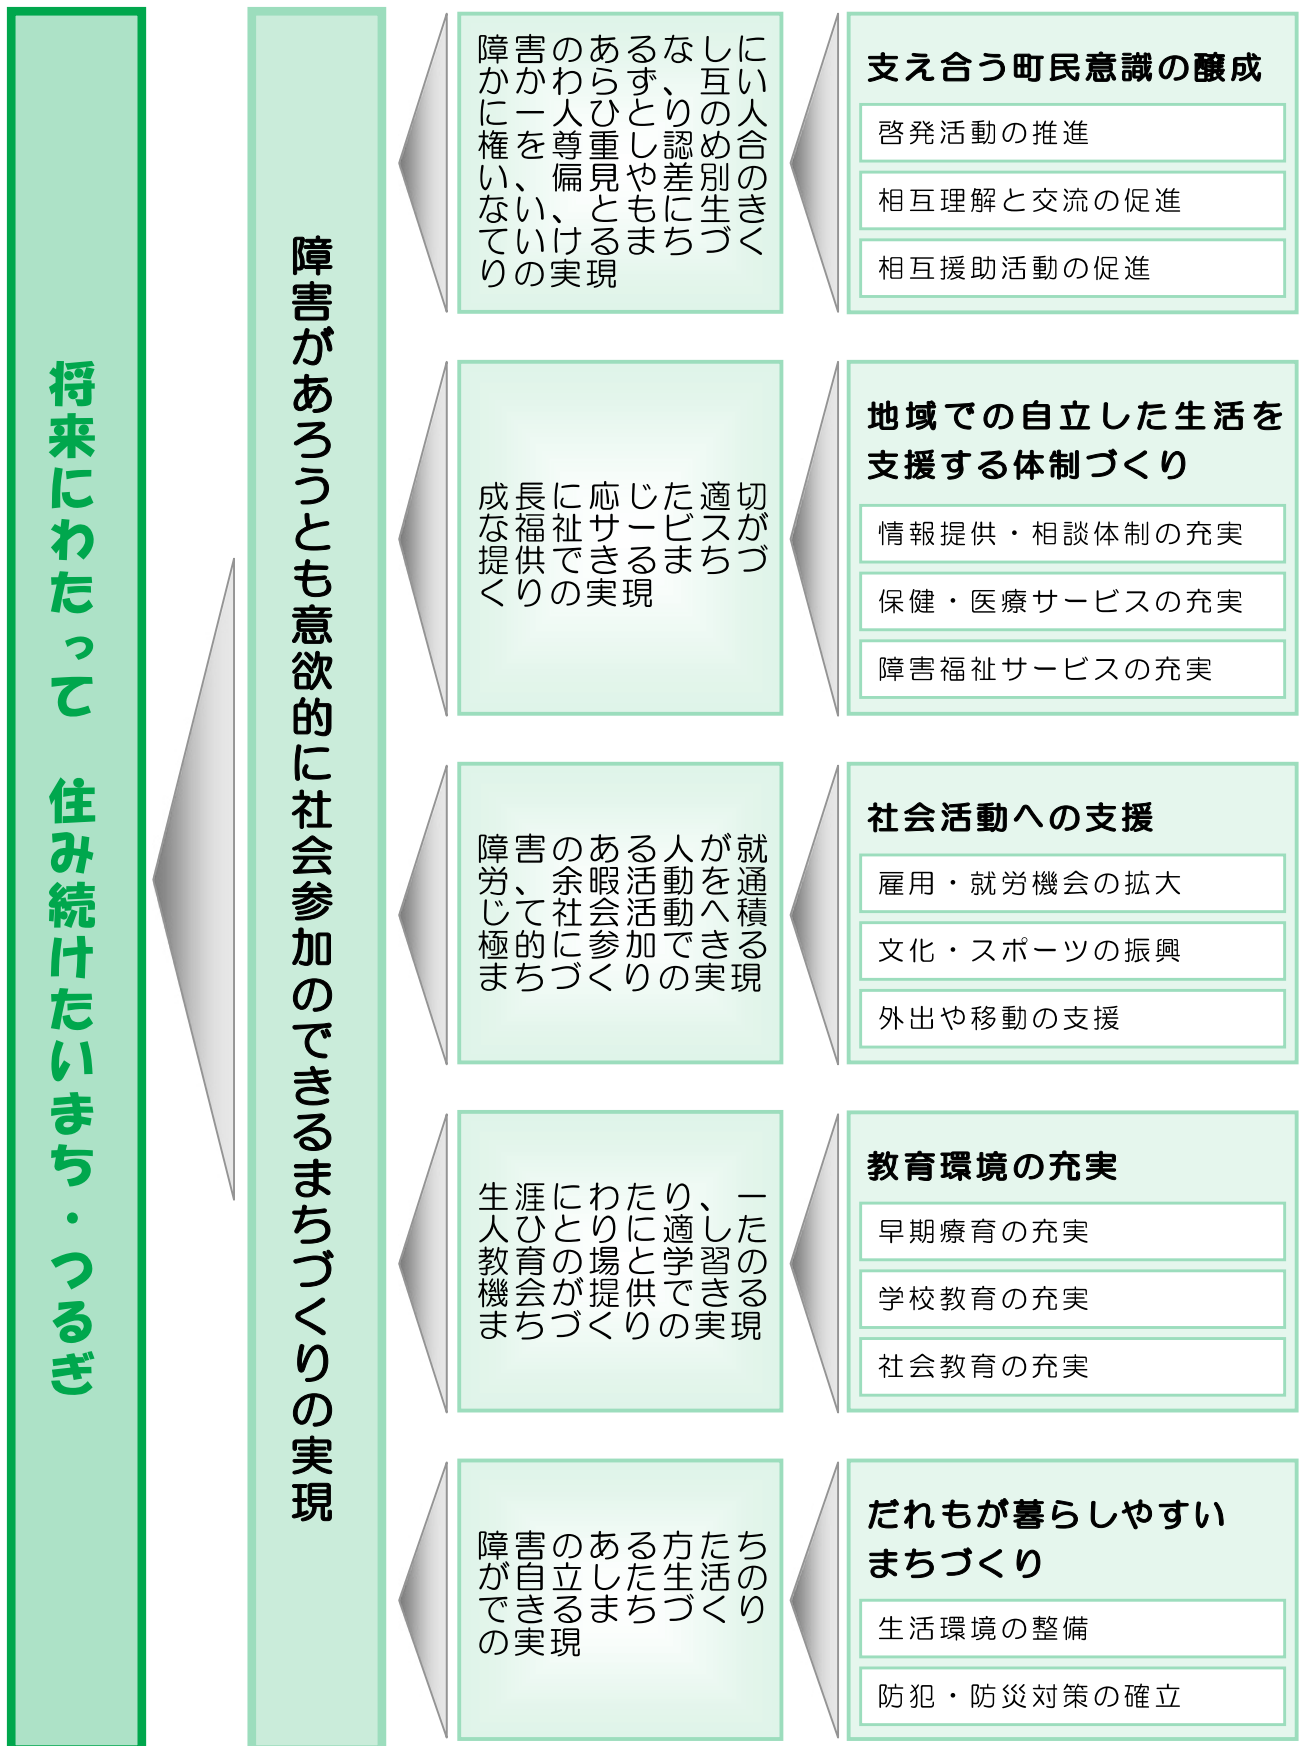 将来にわたって　住み続けたいまち・つるぎ
障害があろうとも意欲的に社会参加のできるまちづくりの実現
障害のあるなしに
かかわらず、互い
に一人ひとりの人
権を尊重し認め合
い、偏見や差別の
ない、ともに生き
ていけるまちづく
りの実現
支え合う町民意識の醸成
啓発活動の推進
相互理解と交流の促進
相互援助活動の促進
成長に応じた適切
な福祉サービスが
提供できるまちづ
くりの実現
地域での自立した生活を
支援する体制づくり
情報提供・相談体制の充実
保健・医療サービスの充実
障害福祉サービスの充実
障害のある人が就
労、余暇活動を通
じて社会活動へ積
極的に参加できる
まちづくりの実現
社会活動への支援
雇用・就労機会の拡大
文化・スポーツの振興
外出や移動の支援
生涯にわたり、一
人ひとりに適した
教育の場と学習の
機会が提供できる
まちづくりの実現
教育環境の充実
早期療育の充実
学校教育の充実
社会教育の充実
障害のある方たち
が自立した生活の
できるまちづくり
の実現
だれもが暮らしやすい
まちづくり
生活環境の整備
防犯・防災対策の確立